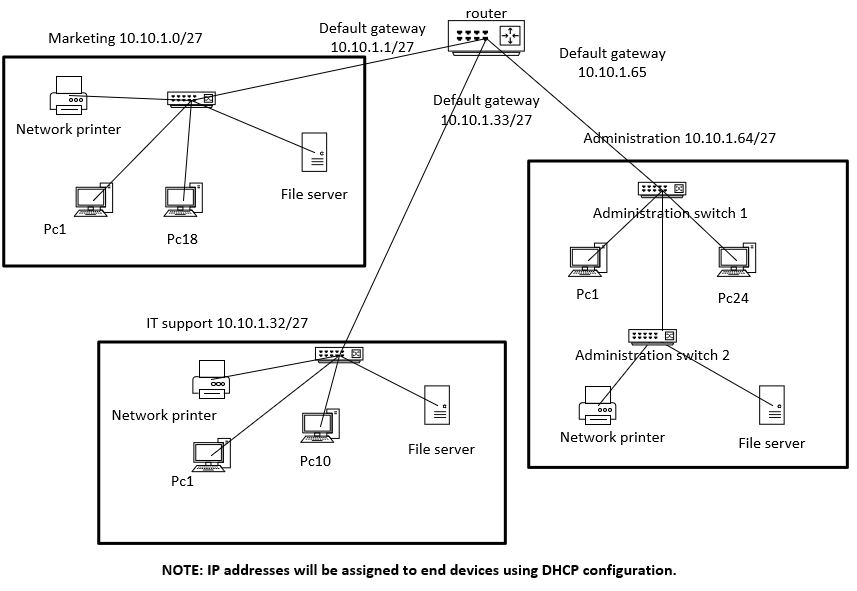 router
Marketing 10.10.1.0/27
Default gateway
10.10.1.1/27
Default gateway
10.10.1.65
Default gateway
10.10.1.33/27
Network printer
File server
Pc1
Pc18
Administration 10.10.1.64/27
Administration switch 1
Pc1
Pc24
Administration switch 2
Network printer
File server
IT support 10.10.1.32/27
Network printer
Pc1
Pc10
File server
NOTE: IP addresses will be assigned to end devices using DHCP configuration.